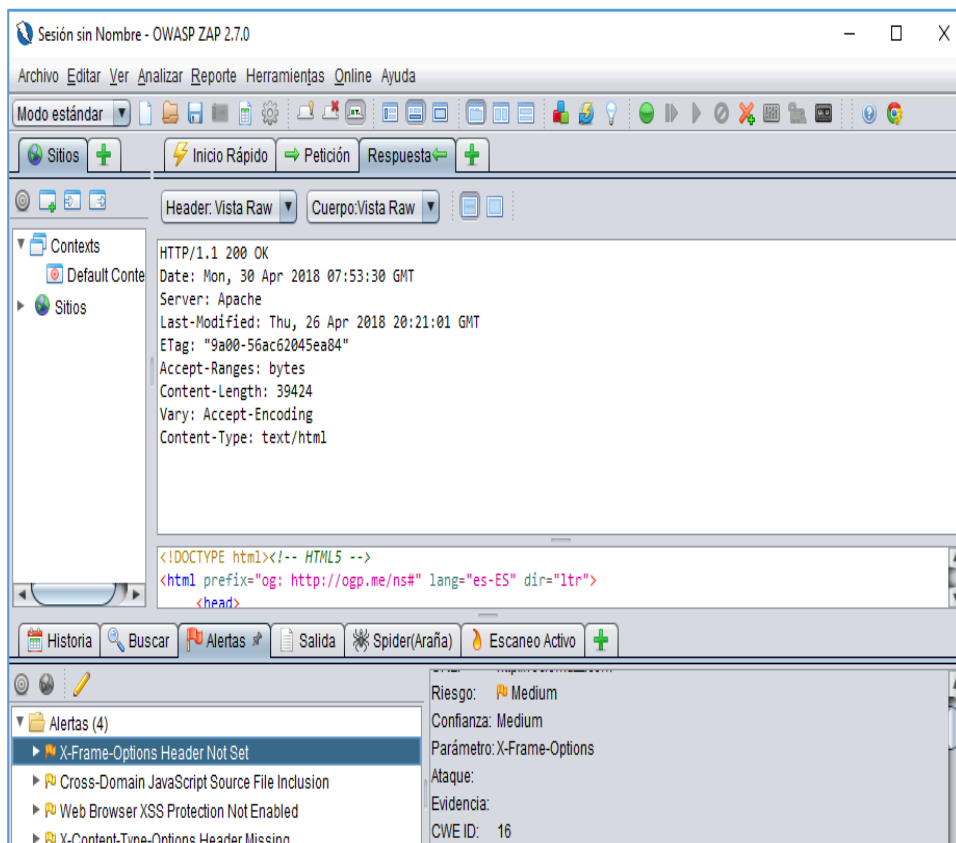 Sesión sin Nombre - OWASP ZAP 2.7.0
Archivo Editar Ver Analizar Reporte Herramientas Online Ayuda
Modo estándar
Sitios
Inicio Rápido
Petición
Respuesta
Header: Vista Raw
Cuerpo:Vista Raw
Contexts
Default Conte
Sitios
HTTP/1.1 200 OK
Date: Mon, 30 Apr 2018 07:53:30 GMT
Server: Apache
Last-Modified: Thu, 26 Apr 2018 20:21:01 GMT
ETag: "9a00-56ac62045ea84"
Accept-Ranges: bytes
Content-Length: 39424
Vary: Accept-Encoding
Content-Type: text/html
<!DOCTYPE html><!-- HTML5 -->
<html prefix="og: http://ogp.me/ns#" lang="es-ES" dir="ltr">
<head>
Historia
Buscar
Alertas
Salida
Spider(Araña)
Escaneo Activo
Alertas (4)
X-Frame-Options Header Not Set
Cross-Domain JavaScript Source File Inclusion
Web Browser XSS Protection Not Enabled
X-Content-Type-Options Header Missing
Riesgo: Medium
Confianza: Medium
Parámetro: X-Frame-Options
Ataque:
Evidencia:
CWE ID: 16